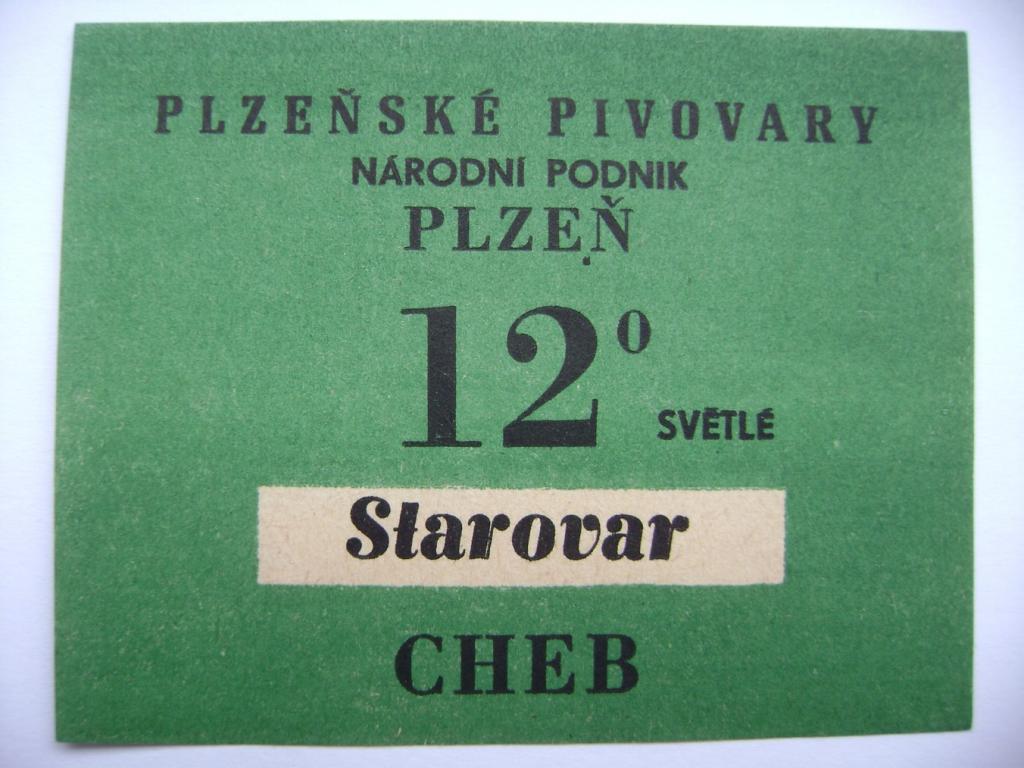 PLZEŇSKÉ PIVOVARY
NÁRODNÍ PODNIK
PLZEŇ
12°
SVĚTLÉ
Starovar
CHEB